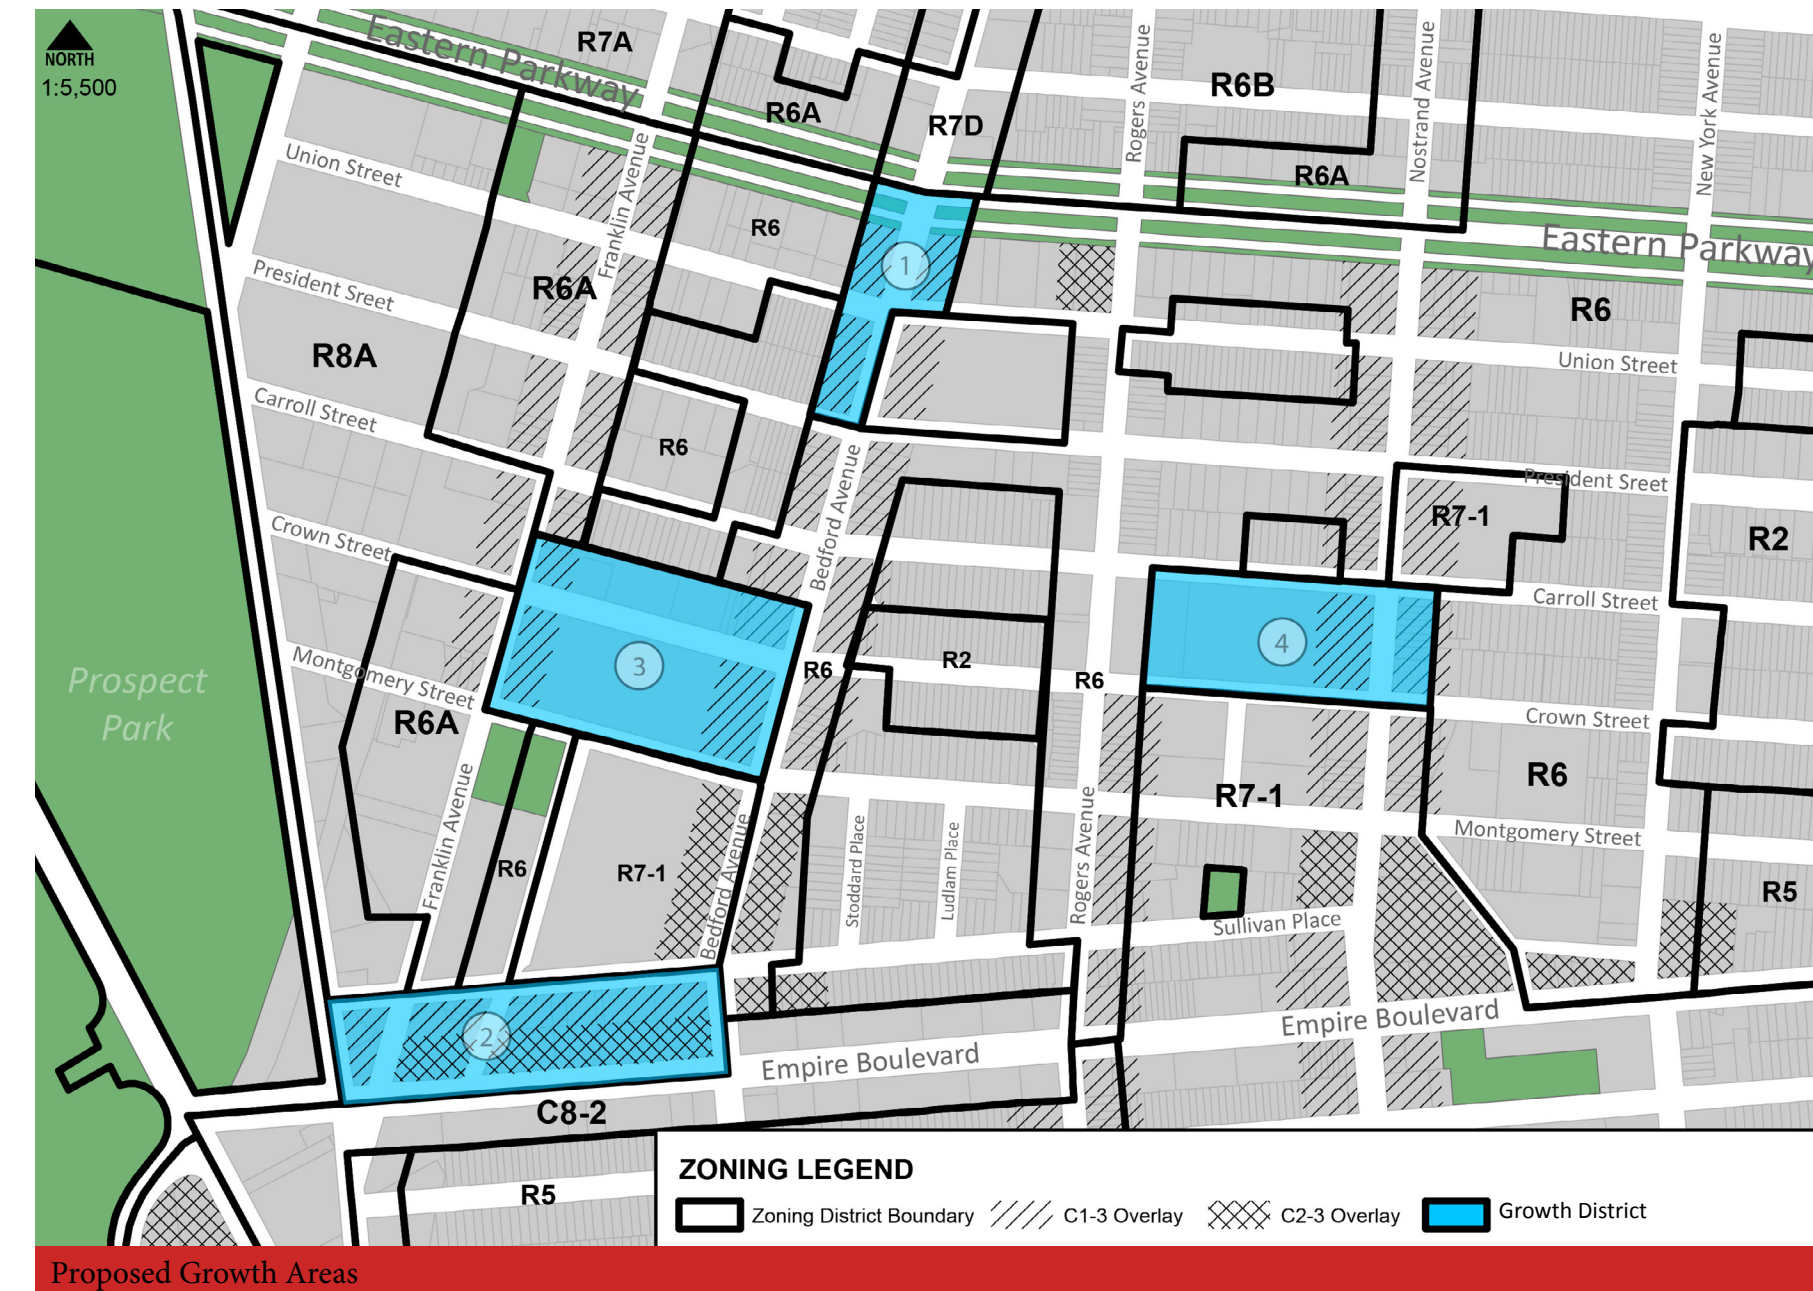 NORTH
1:5,500
Eastern Parkway
R7A
R6A
R7D
R6B
R6A
Rogers Avenue
Nostrand Avenue
New York Avenue
Union Street
Franklin Avenue
R6
1
Eastern Parkway
President Sreet
R6A
R6
R8A
Union Street
Carroll Street
R6
Bedford Avenue
President Sreet
R7-1
R2
Crown Street
Carroll Street
4
3
R6
R2
R6
Prospect
Park
Montgomery Street
R6A
Crown Street
R7-1
R6
Franklin Avenue
R6
R7-1
Bedford Avenue
Stoddard Place
Ludlam Place
Rogers Avenue
Montgomery Street
R5
Sullivan Place
2
Empire Boulevard
Empire Boulevard
C8-2
R5
ZONING LEGEND
Zoning District Boundary
C1-3 Overlay
C2-3 Overlay
Growth District
Proposed Growth Areas